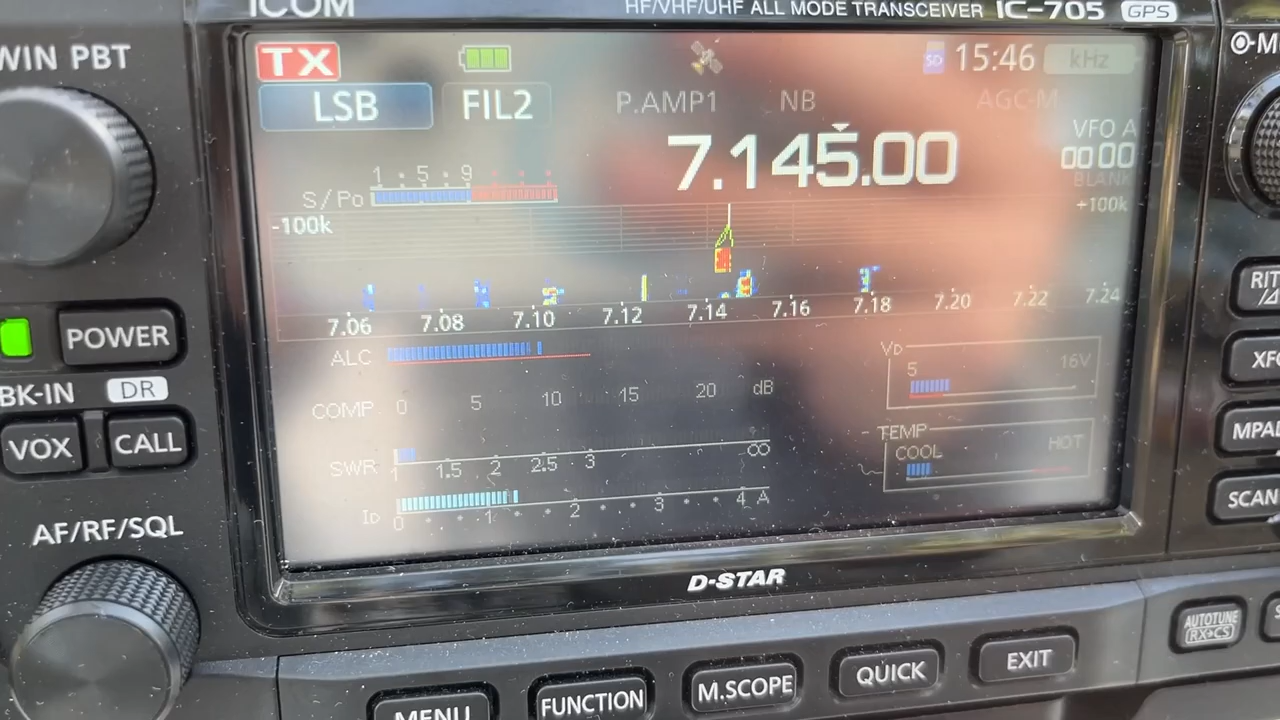 ICOM HF/VHF/UHF ALL MODE TRANSCEIVER IC-705 GPS
WIN PBT
TX 15:46 kHz
LSB FIL2 P.AMP1 NB AGC-M
VFO A
7.145.00 00 00
BLANK
1 5 9
S/Po
-100k +100k
7.06 7.08 7.10 7.12 7.14 7.16 7.18 7.20 7.22 7.24
ALC
COMP 0 5 10 15 20 dB
SWR 1 1.5 2 2.5 3 ∞
ID 0 1 2 3 4 A
VD
5 16V
TEMP
COOL HOT
POWER
BK-IN DR
VOX CALL
AF/RF/SQL
D-STAR
MENU FUNCTION M.SCOPE QUICK EXIT
AUTOTUNE
RX→CS
RIT
XFC
MPAD
SCAN